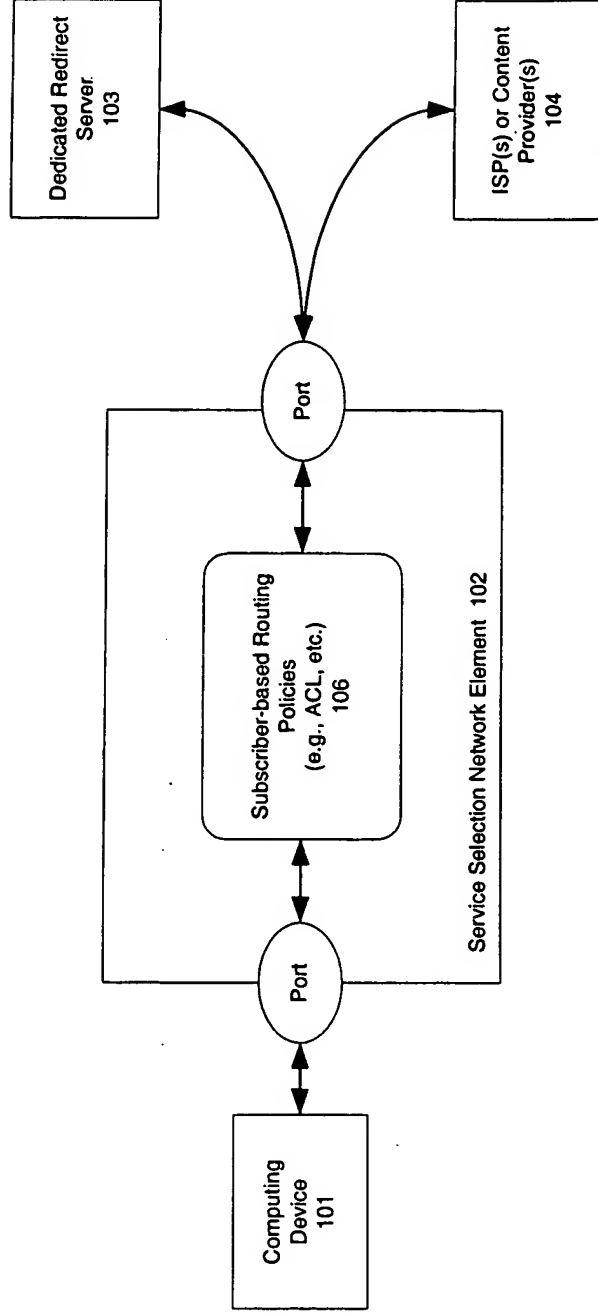 Computing
Device
101
Port
Subscriber-based Routing
Policies
(e.g., ACL, etc.)
106
Service Selection Network Element 102
Port
Dedicated Redirect
Server.
103
ISP(s) or Content
Provider(s)
104